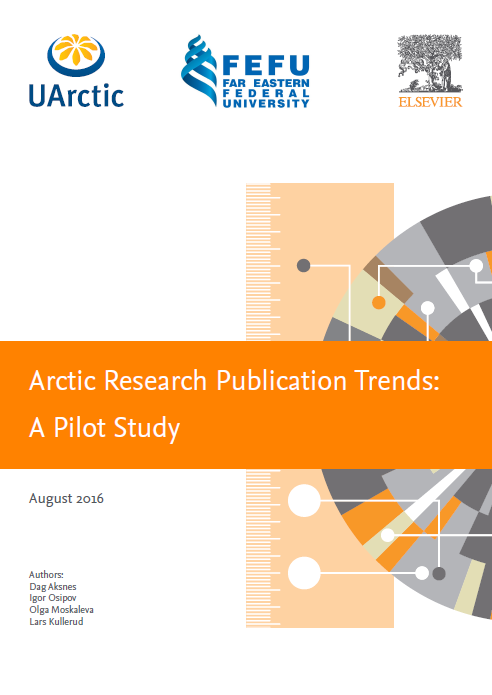 UArctic
FEFU
FAR EASTERN
FEDERAL
UNIVERSITY
ELSEVIER
Arctic Research Publication Trends:
A Pilot Study
August 2016
Authors:
Dag Aksnes
Igor Osipov
Olga Moskaleva
Lars Kullerud